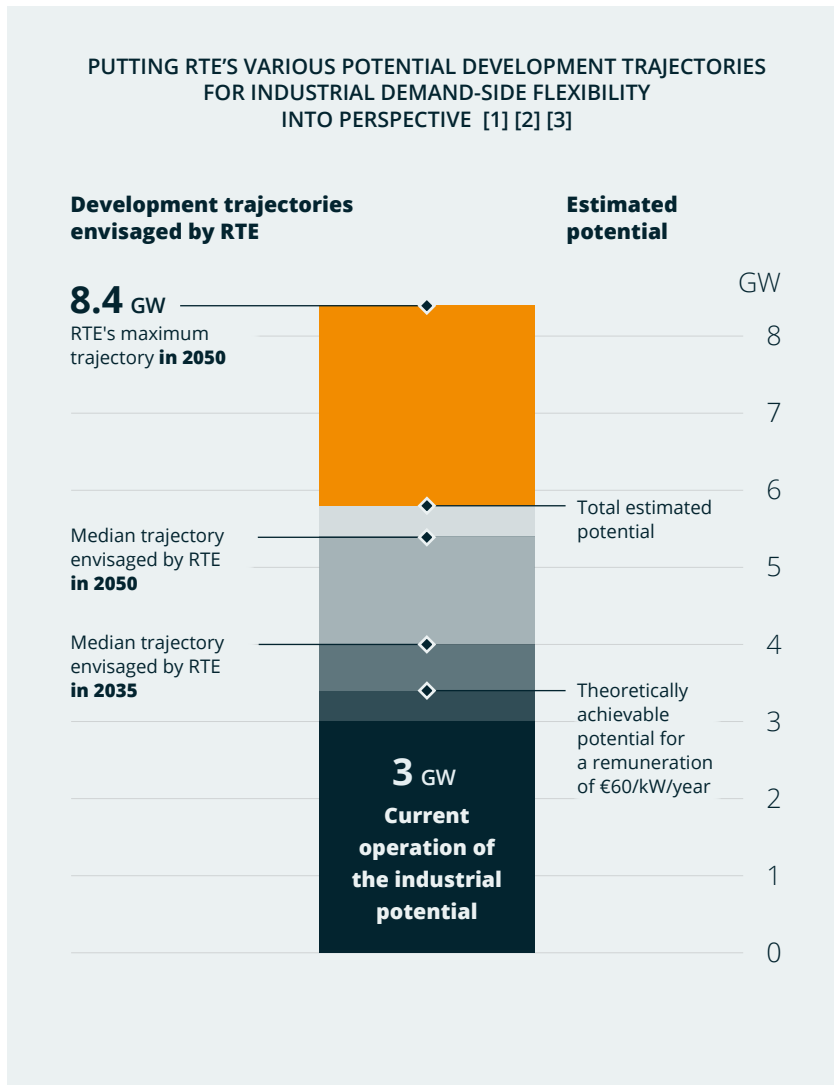 PUTTING RTE’S VARIOUS POTENTIAL DEVELOPMENT TRAJECTORIES
FOR INDUSTRIAL DEMAND-SIDE FLEXIBILITY
INTO PERSPECTIVE [1] [2] [3]
Development trajectories
envisaged by RTE
Estimated
potential
GW
8.4 GW
RTE's maximum
trajectory in 2050
8
7
6
Total estimated
potential
Median trajectory
envisaged by RTE
in 2050
5
Median trajectory
envisaged by RTE
in 2035
4
Theoretically
achievable
potential for
a remuneration
of €60/kW/year
3
3 GW
Current
operation of
the industrial
potential
2
1
0